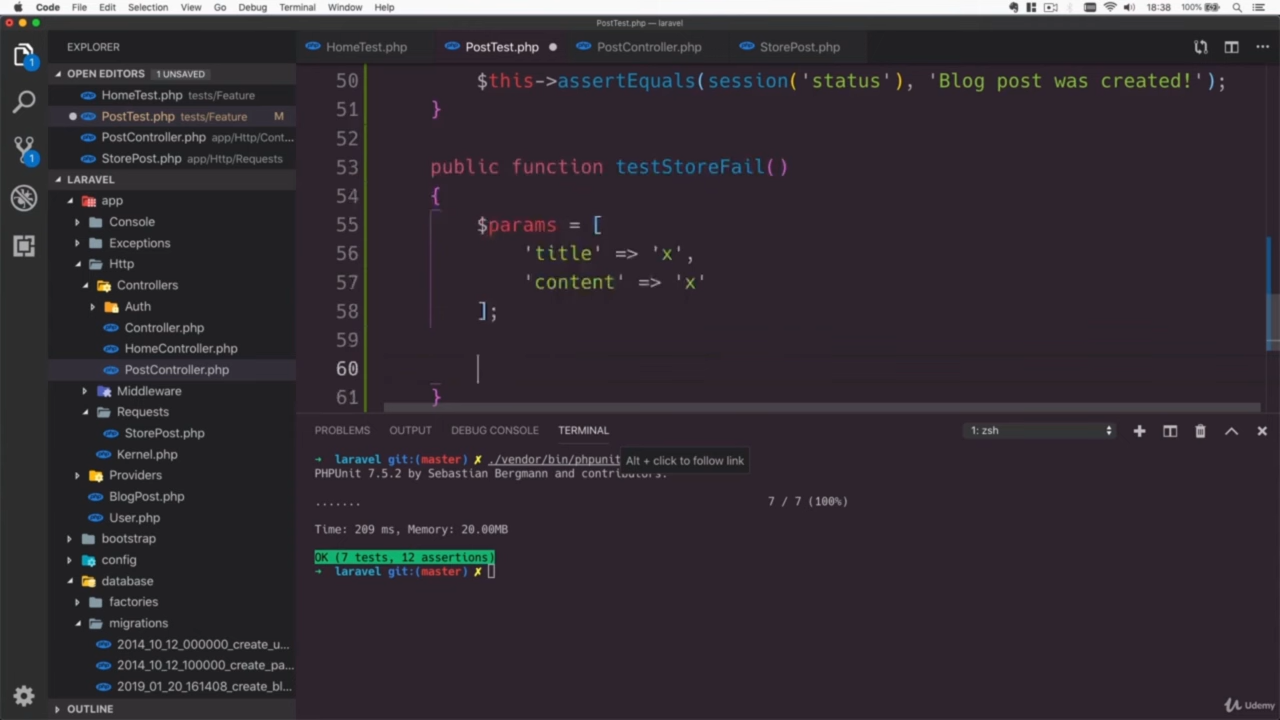 Code File Edit Selection View Go Debug Terminal Window Help 100% 18:38
PostTest.php — laravel
EXPLORER
HomeTest.php PostTest.php PostController.php StorePost.php
OPEN EDITORS 1 UNSAVED
HomeTest.php tests/Feature
PostTest.php tests/Feature M
PostController.php app/Http/Cont...
StorePost.php app/Http/Requests
LARAVEL
app
Console
Exceptions
Http
Controllers
Auth
Controller.php
HomeController.php
PostController.php
Middleware
Requests
StorePost.php
Kernel.php
Providers
BlogPost.php
User.php
bootstrap
config
database
factories
migrations
2014_10_12_000000_create_u...
2014_10_12_100000_create_pa...
2019_01_20_161408_create_bl...
OUTLINE
1
1
50 $this->assertEquals(session('status'), 'Blog post was created!');
51 }
52
53 public function testStoreFail()
54 {
55 $params = [
56 'title' => 'x',
57 'content' => 'x'
58 ];
59
60
61 }
PROBLEMS OUTPUT DEBUG CONSOLE TERMINAL 1: zsh
➜ laravel git:(master) ✗ ./vendor/bin/phpunit
Alt + click to follow link
PHPUnit 7.5.2 by Sebastian Bergmann and contributors.
....... 7 / 7 (100%)
Time: 209 ms, Memory: 20.00MB
OK (7 tests, 12 assertions)
➜ laravel git:(master) ✗
Udemy